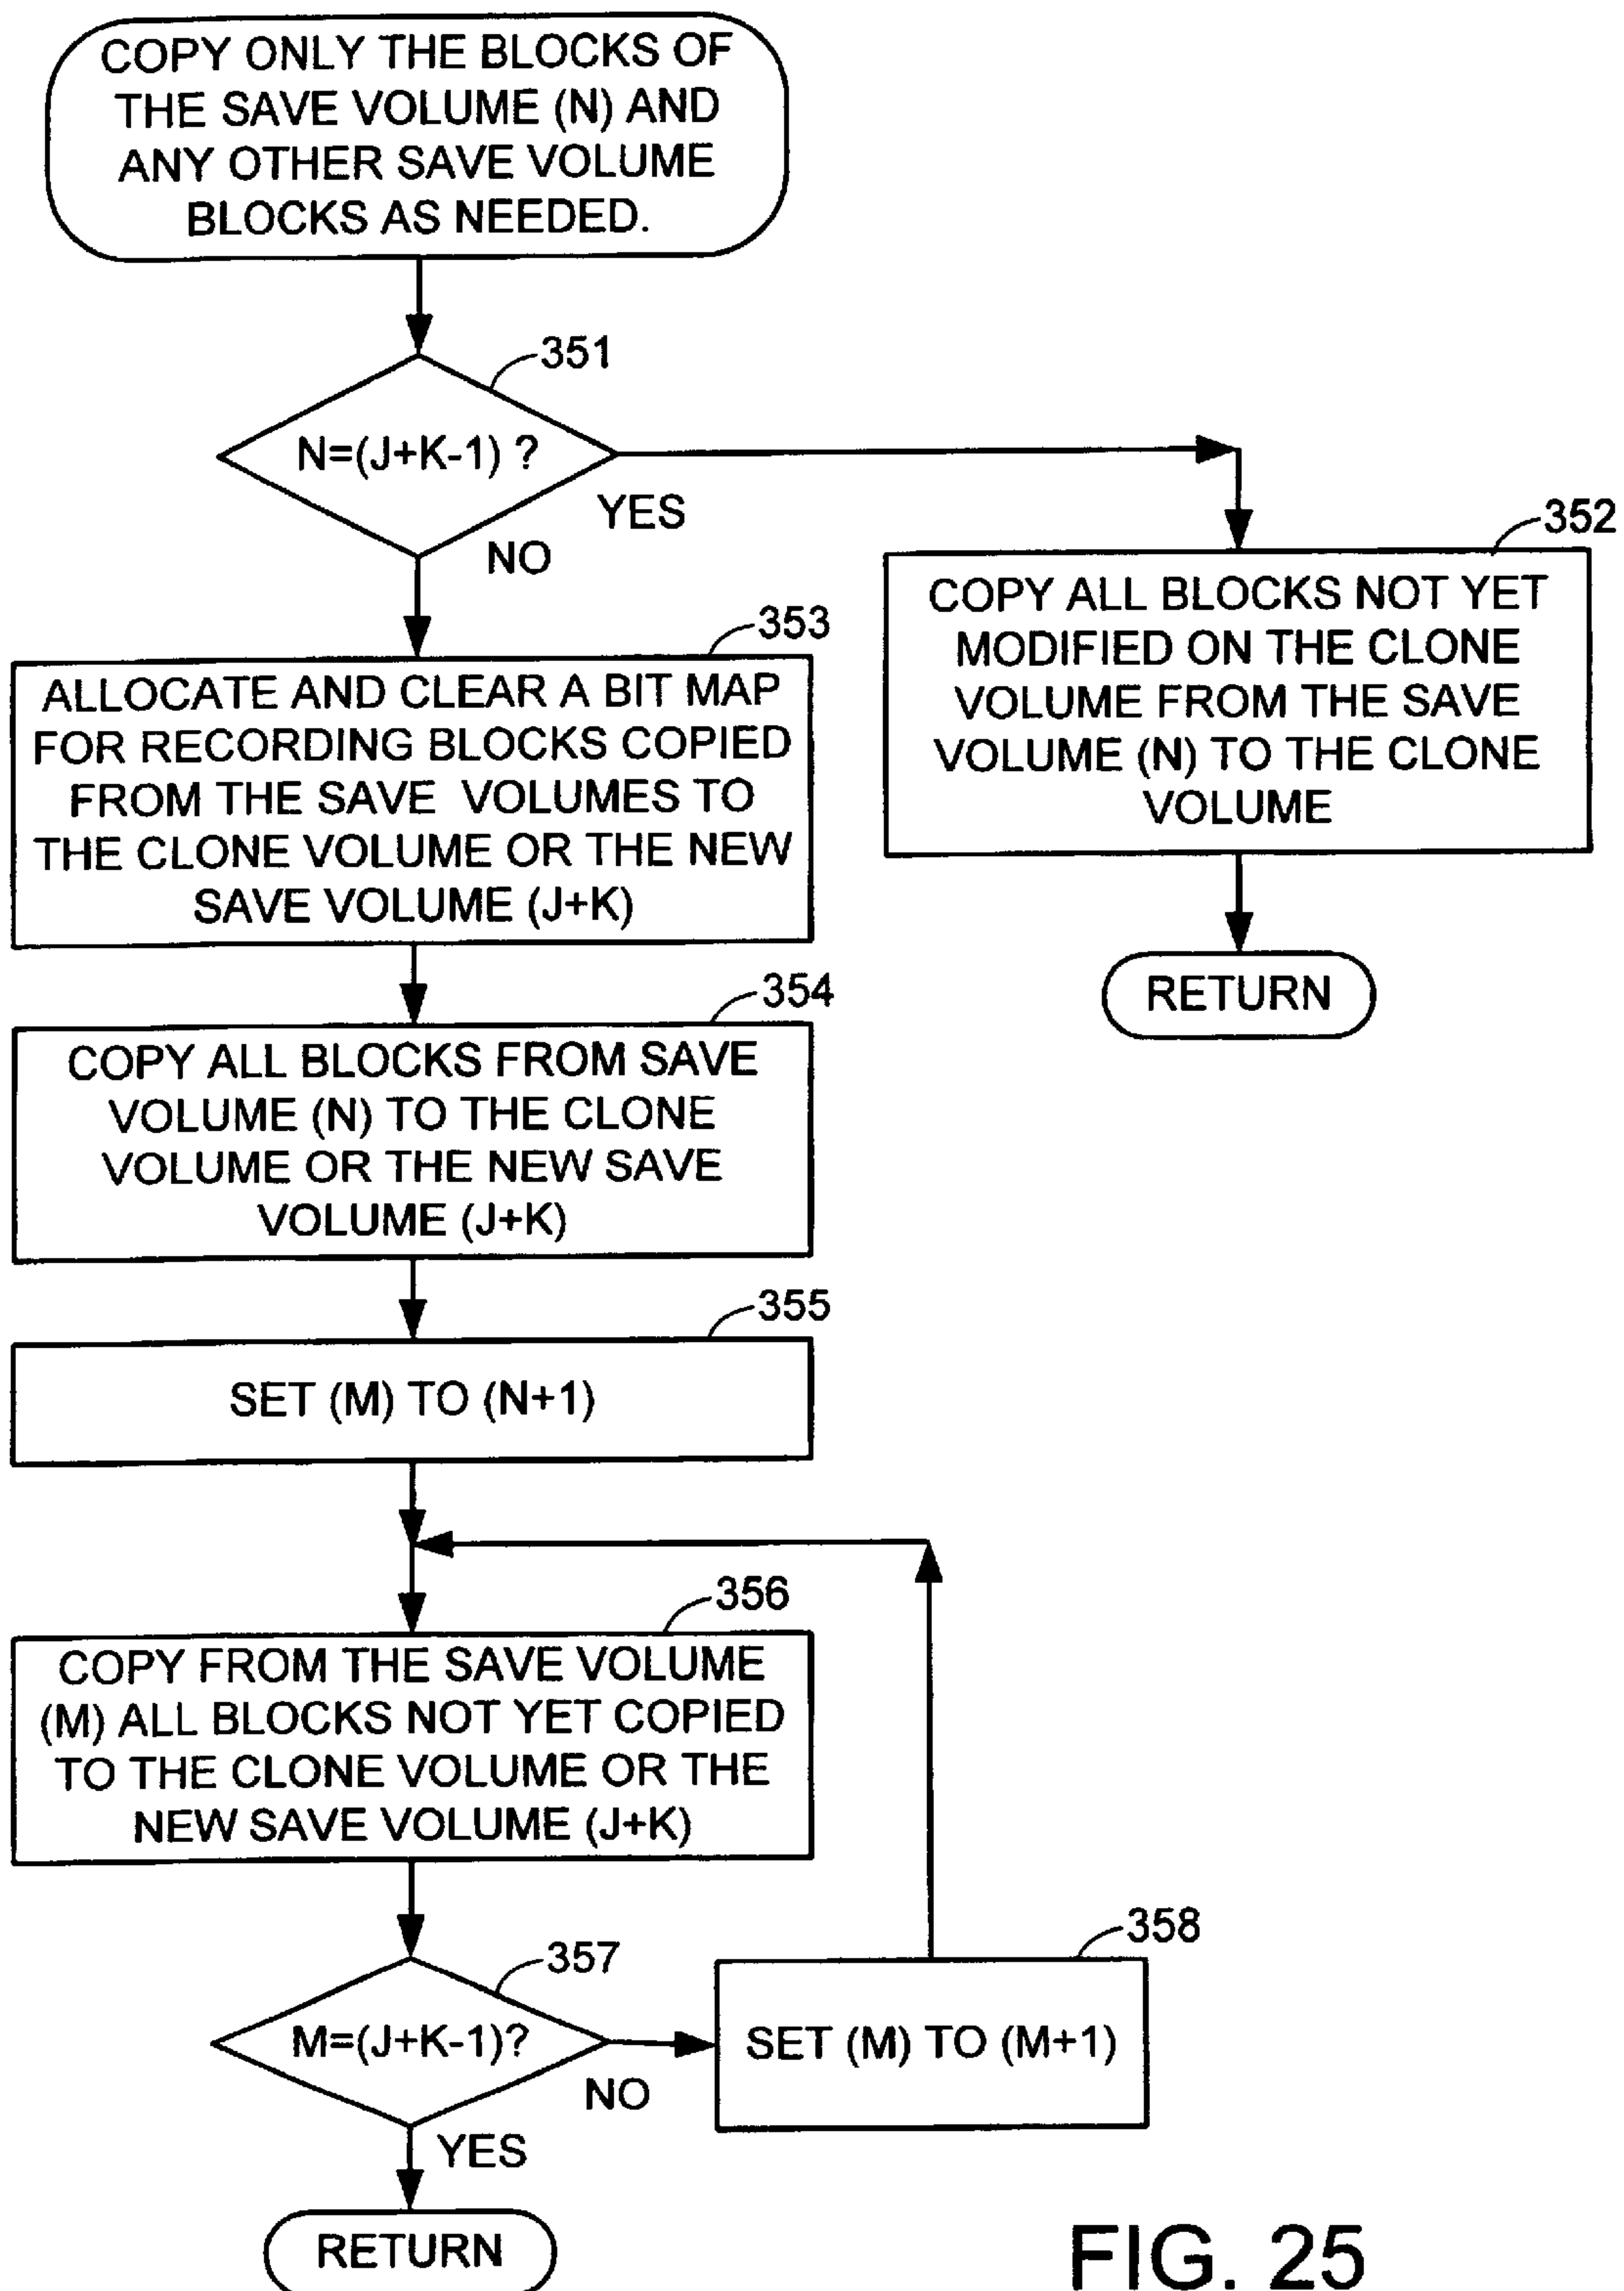 COPY ONLY THE BLOCKS OF
THE SAVE VOLUME (N) AND
ANY OTHER SAVE VOLUME
BLOCKS AS NEEDED.
351
N=(J+K-1) ?
YES
NO
352
COPY ALL BLOCKS NOT YET
MODIFIED ON THE CLONE
VOLUME FROM THE SAVE
VOLUME (N) TO THE CLONE
VOLUME
RETURN
353
ALLOCATE AND CLEAR A BIT MAP
FOR RECORDING BLOCKS COPIED
FROM THE SAVE VOLUMES TO
THE CLONE VOLUME OR THE NEW
SAVE VOLUME (J+K)
354
COPY ALL BLOCKS FROM SAVE
VOLUME (N) TO THE CLONE
VOLUME OR THE NEW SAVE
VOLUME (J+K)
355
SET (M) TO (N+1)
356
COPY FROM THE SAVE VOLUME
(M) ALL BLOCKS NOT YET COPIED
TO THE CLONE VOLUME OR THE
NEW SAVE VOLUME (J+K)
357
M=(J+K-1)?
NO
YES
358
SET (M) TO (M+1)
RETURN
FIG. 25